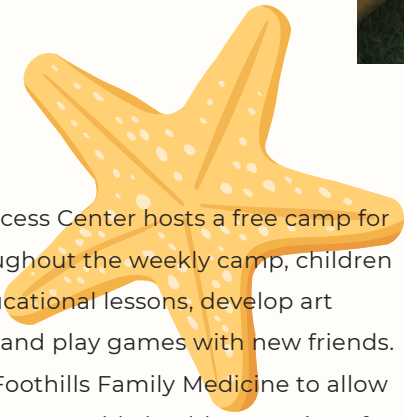 cess Center hosts a free camp for
ughout the weekly camp, children
ucational lessons, develop art
and play games with new friends.
Foothills Family Medicine to allow